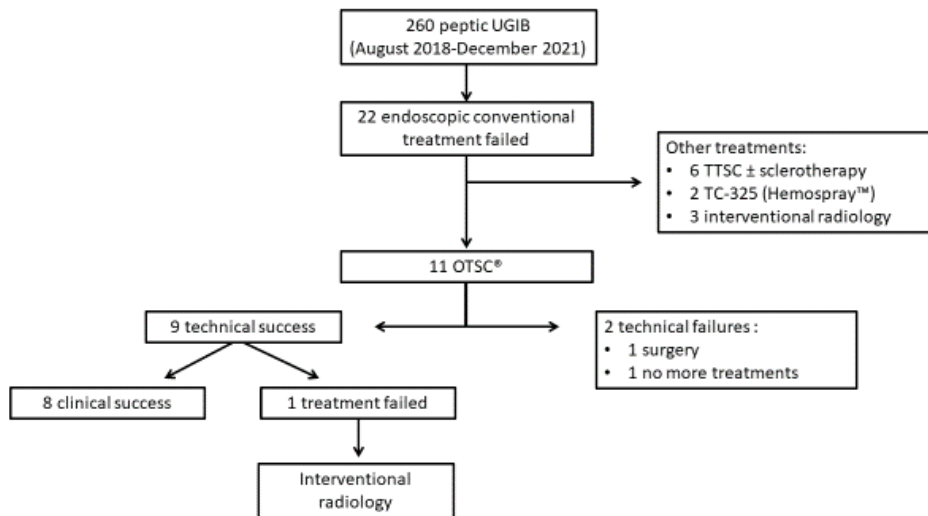 260 peptic UGIB
(August 2018-December 2021)
22 endoscopic conventional
treatment failed
Other treatments:
• 6 TTSC ± sclerotherapy
• 2 TC-325 (Hemospray™)
• 3 interventional radiology
11 OTSC®
9 technical success
2 technical failures :
• 1 surgery
• 1 no more treatments
8 clinical success
1 treatment failed
Interventional
radiology